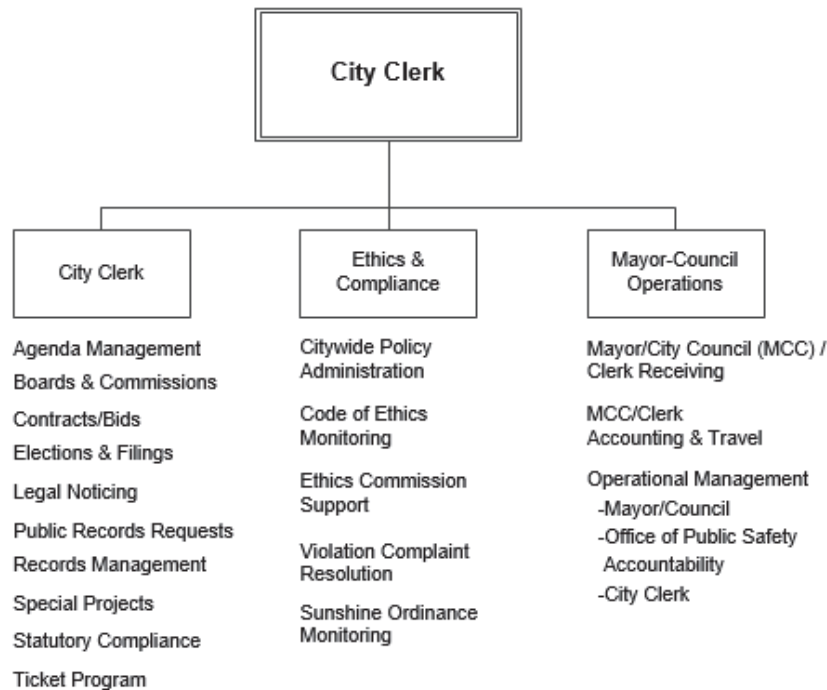 City Clerk
City Clerk
Agenda Management
Boards & Commissions
Contracts/Bids
Elections & Filings
Legal Noticing
Public Records Requests
Records Management
Special Projects
Statutory Compliance
Ticket Program
Ethics &
Compliance
Citywide Policy
Administration
Code of Ethics
Monitoring
Ethics Commission
Support
Violation Complaint
Resolution
Sunshine Ordinance
Monitoring
Mayor-Council
Operations
Mayor/City Council (MCC) /
Clerk Receiving
MCC/Clerk
Accounting & Travel
Operational Management
-Mayor/Council
-Office of Public Safety
Accountability
-City Clerk